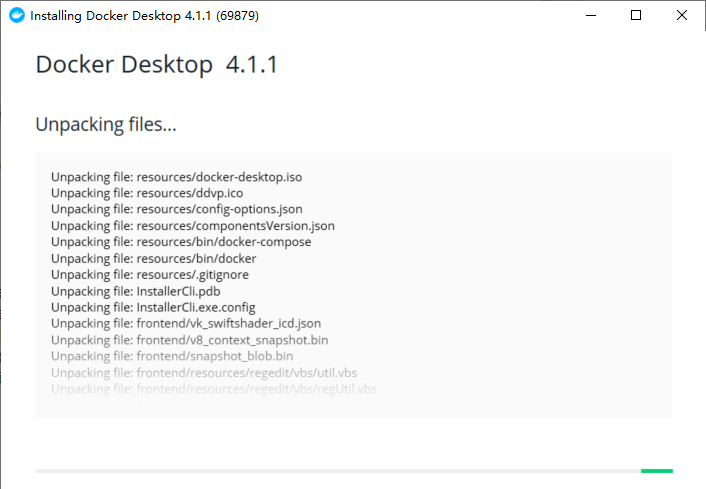 Installing Docker Desktop 4.1.1 (69879)
Docker Desktop 4.1.1
Unpacking files...
Unpacking file: resources/docker-desktop.iso
Unpacking file: resources/ddvp.ico
Unpacking file: resources/config-options.json
Unpacking file: resources/componentsVersion.json
Unpacking file: resources/bin/docker-compose
Unpacking file: resources/bin/docker
Unpacking file: resources/.gitignore
Unpacking file: InstallerCli.pdb
Unpacking file: InstallerCli.exe.config
Unpacking file: frontend/vk_swiftshader_icd.json
Unpacking file: frontend/v8_context_snapshot.bin
Unpacking file: frontend/snapshot_blob.bin
Unpacking file: frontend/resources/regedit/vbs/util.vbs
Unpacking file: frontend/resources/regedit/vbs/regUtil.vbs